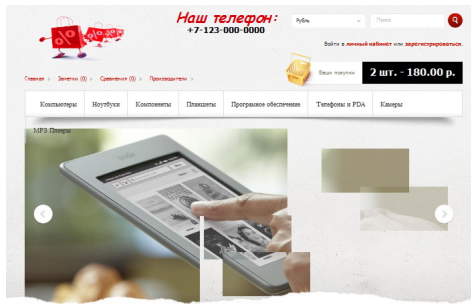 Наш телефон:
+7-123-000-0000
Рубль
Поиск
Войти в личный кабинет или зарегистрироваться.
Ваши покупки
2 шт. - 180.00 р.
Главная
Заметки (0)
Сравнения (0)
Производители
Компьютеры
Ноутбуки
Компоненты
Планшеты
Програмное обеспечение
Телефоны и PDA
Камеры
MP3 Плееры